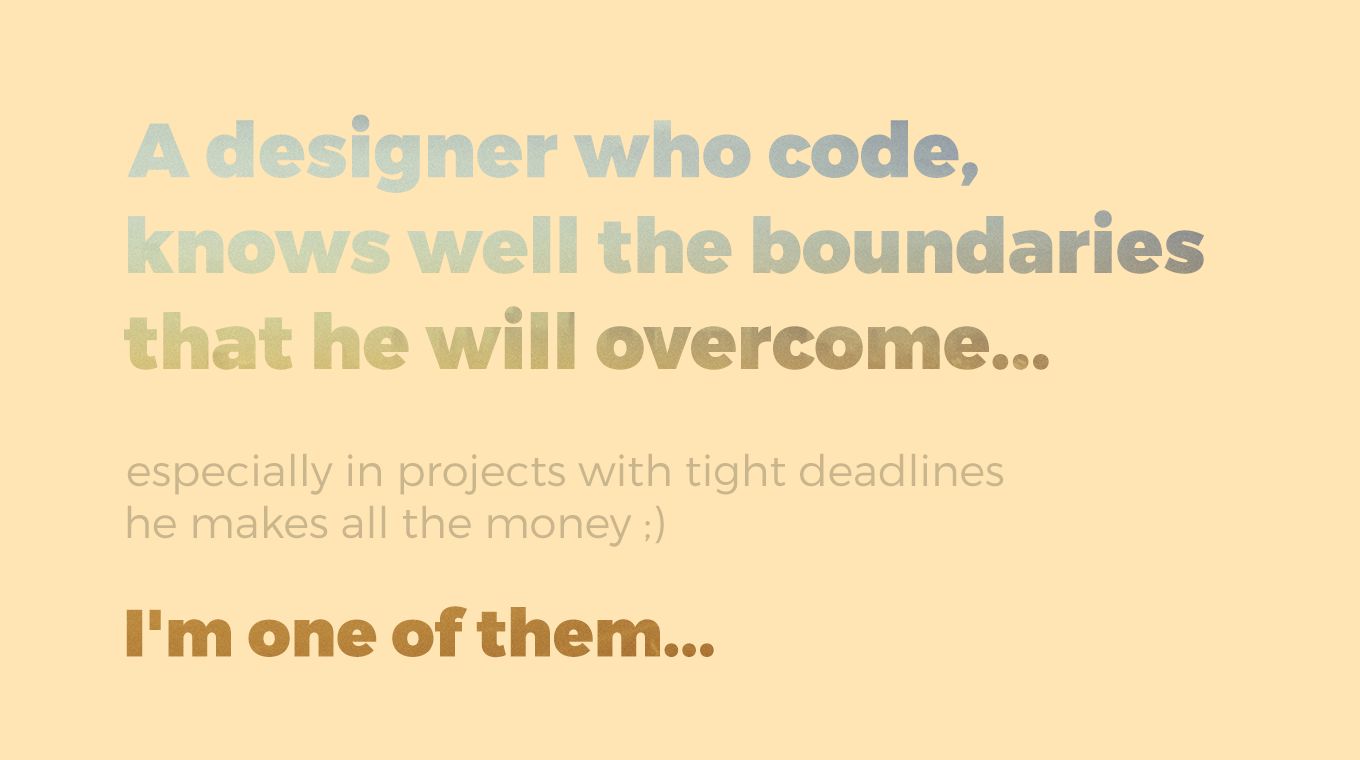 A designer who code,
knows well the boundaries
that he will overcome...
especially in projects with tight deadlines
he makes all the money ;)
I'm one of them...